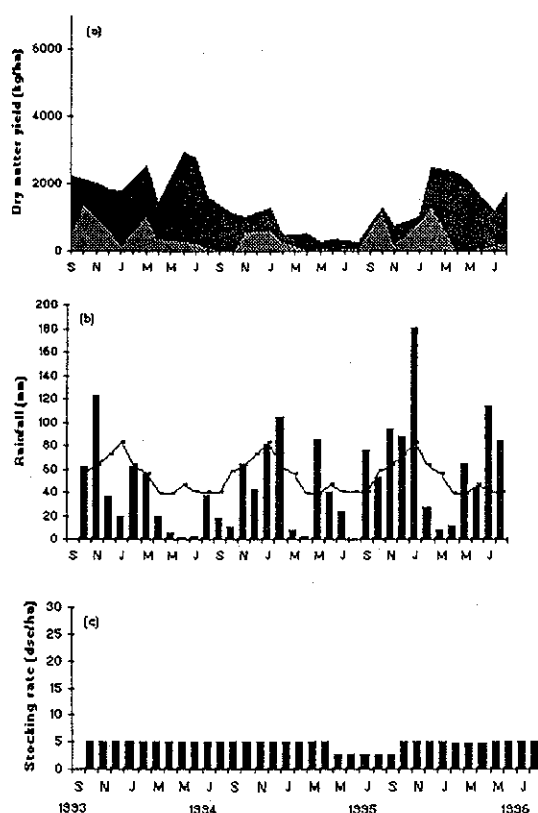 (a)
Dry matter yield (kg/ha)
6000
4000
2000
0
S N J M M J S N J M M J S N J M M J
(b)
Rainfall (mm)
200
180
160
140
120
100
80
60
40
20
0
S N J M M J S N J M M J S N J M M J
(c)
Stocking rate (dse/ha)
30
25
20
15
10
5
0
S N J M M J S N J M M J S N J M M J
1993 1994 1995 1996